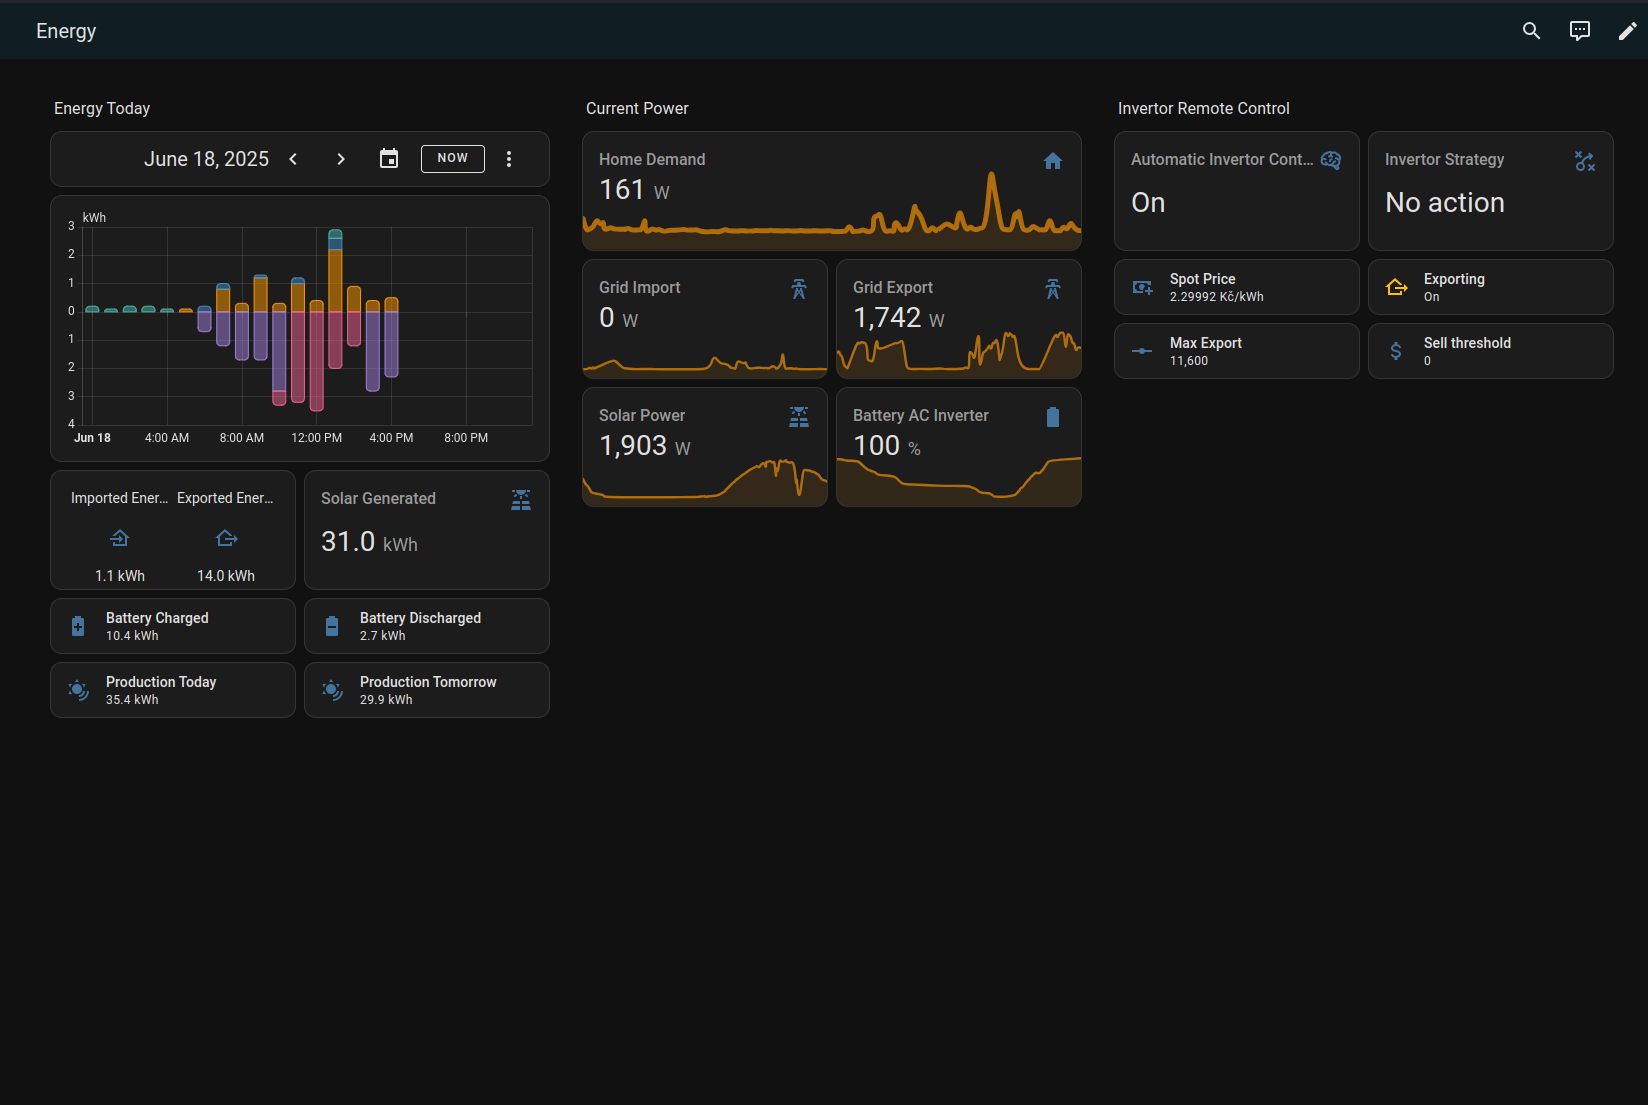 Energy
Energy Today
June 18, 2025
NOW
kWh
3
2
1
0
1
2
3
4
Jun 18
4:00 AM
8:00 AM
12:00 PM
4:00 PM
8:00 PM
Imported Ener...
Exported Ener...
1.1 kWh
14.0 kWh
Solar Generated
31.0 kWh
Battery Charged
10.4 kWh
Battery Discharged
2.7 kWh
Production Today
35.4 kWh
Production Tomorrow
29.9 kWh
Current Power
Home Demand
161 W
Grid Import
0 W
Grid Export
1,742 W
Solar Power
1,903 W
Battery AC Inverter
100 %
Invertor Remote Control
Automatic Invertor Cont...
On
Invertor Strategy
No action
Spot Price
2.29992 Kč/kWh
Exporting
On
Max Export
11,600
Sell threshold
0